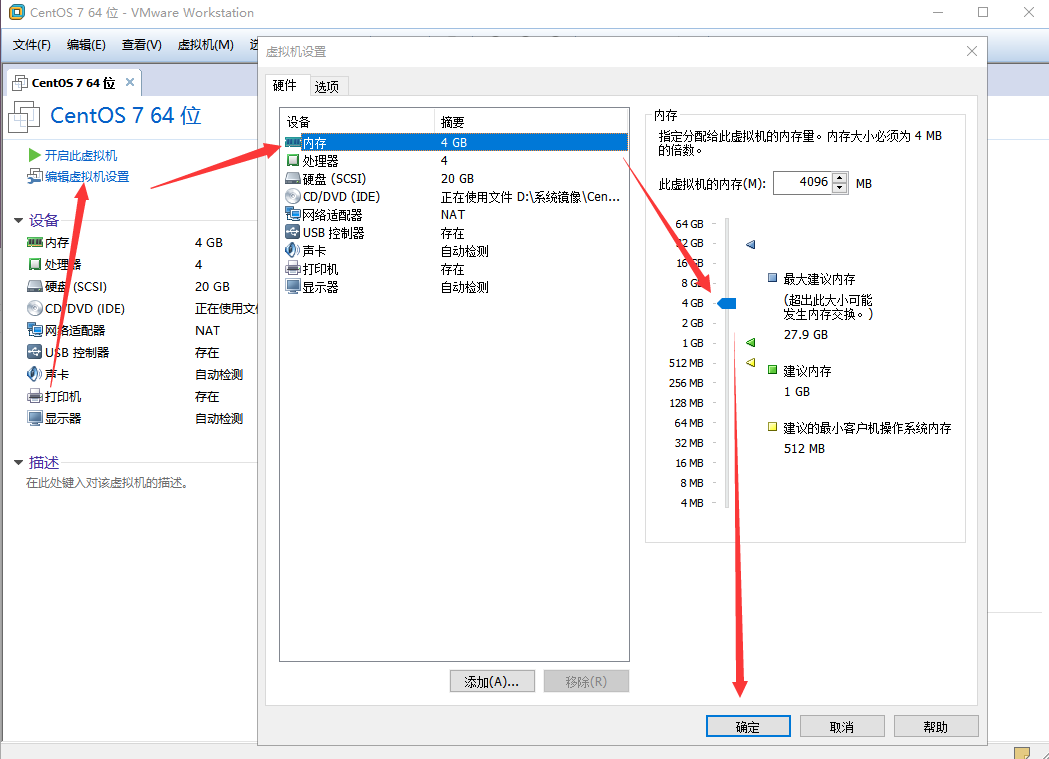 CentOS 7 64 位 - VMware Workstation
文件(F) 编辑(E) 查看(V) 虚拟机(M)
CentOS 7 64 位
CentOS 7 64 位
开启此虚拟机
编辑虚拟机设置
设备
内存 4 GB
处理器 4
硬盘 (SCSI) 20 GB
CD/DVD (IDE) 正在使用文
网络适配器 NAT
USB 控制器 存在
声卡 自动检测
打印机 存在
显示器 自动检测
描述
在此处键入对该虚拟机的描述。
虚拟机设置
硬件 选项
设备 摘要
内存 4 GB
处理器 4
硬盘 (SCSI) 20 GB
CD/DVD (IDE) 正在使用文件 D:\系统镜像\Cen...
网络适配器 NAT
USB 控制器 存在
声卡 自动检测
打印机 存在
显示器 自动检测
添加(A)... 移除(R)
内存
指定分配给此虚拟机的内存量。内存大小必须为 4 MB
的倍数。
此虚拟机的内存(M): 4096 MB
64 GB
32 GB
16 GB
8 GB
4 GB
2 GB
1 GB
512 MB
256 MB
128 MB
64 MB
32 MB
16 MB
8 MB
4 MB
最大建议内存
(超出此大小可能
发生内存交换。)
27.9 GB
建议内存
1 GB
建议的最小客户机操作系统内存
512 MB
确定 取消 帮助